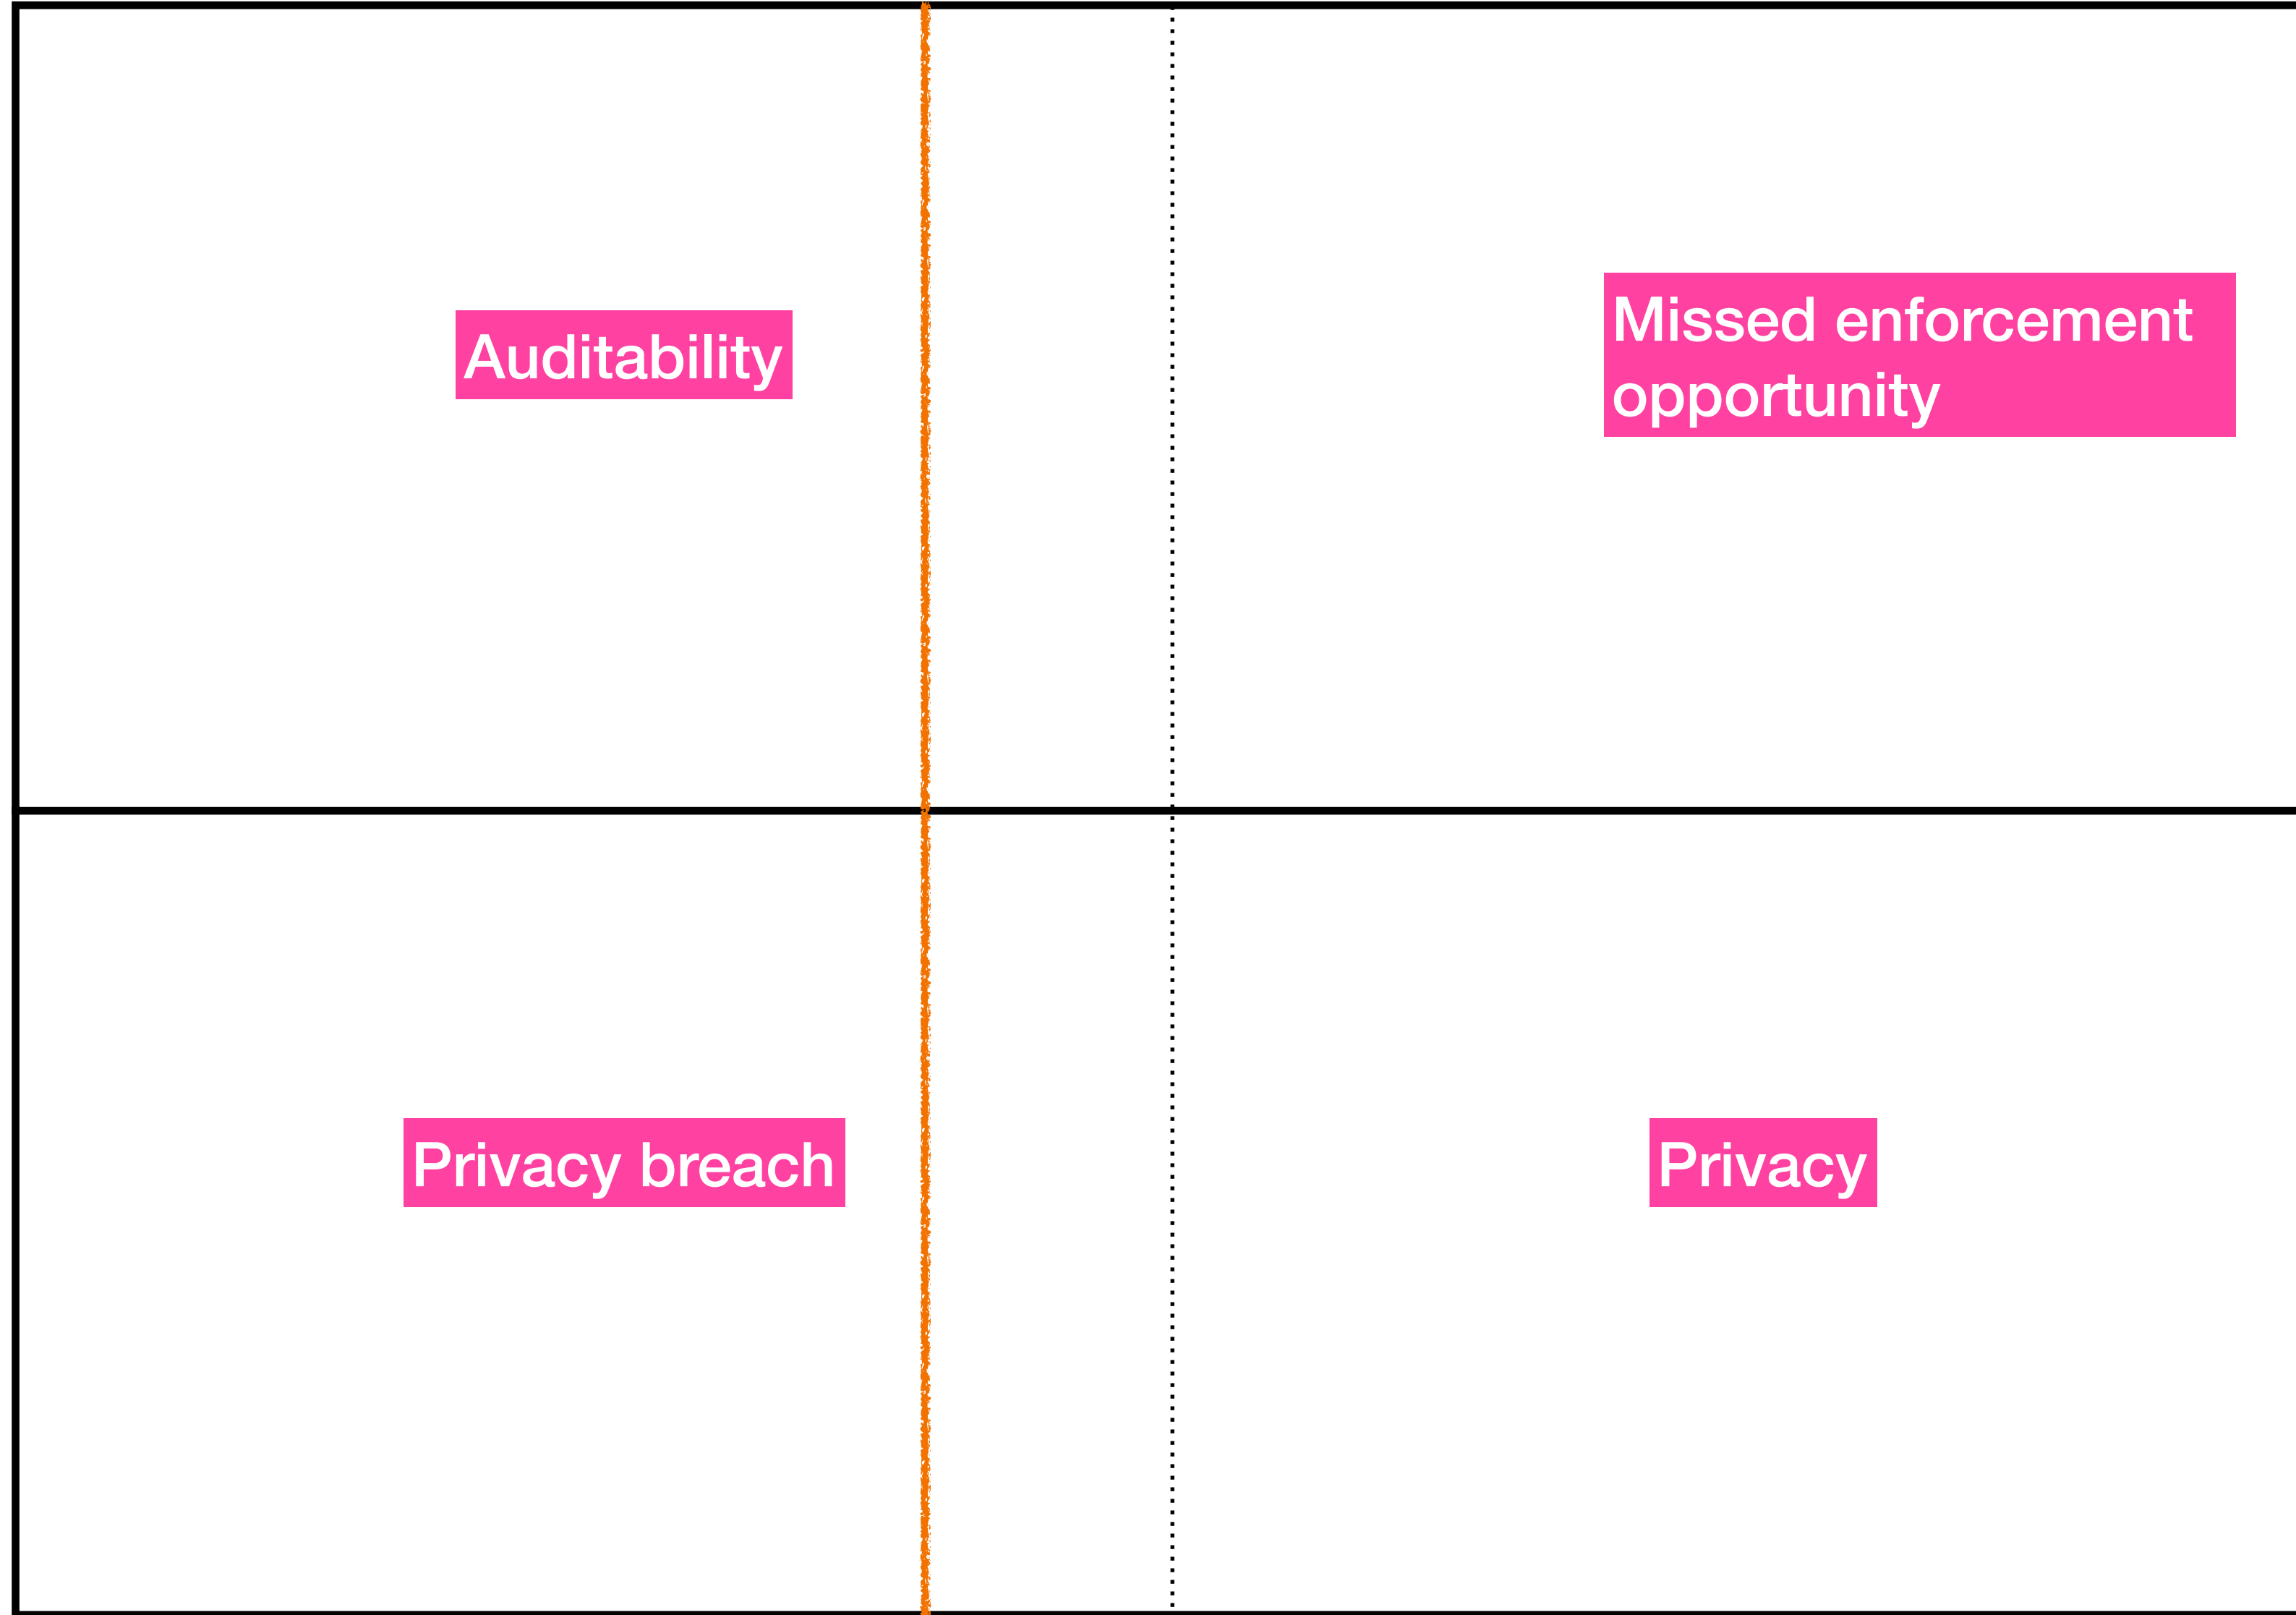 Auditability
Missed enforcement
opportunity
Privacy breach
Privacy